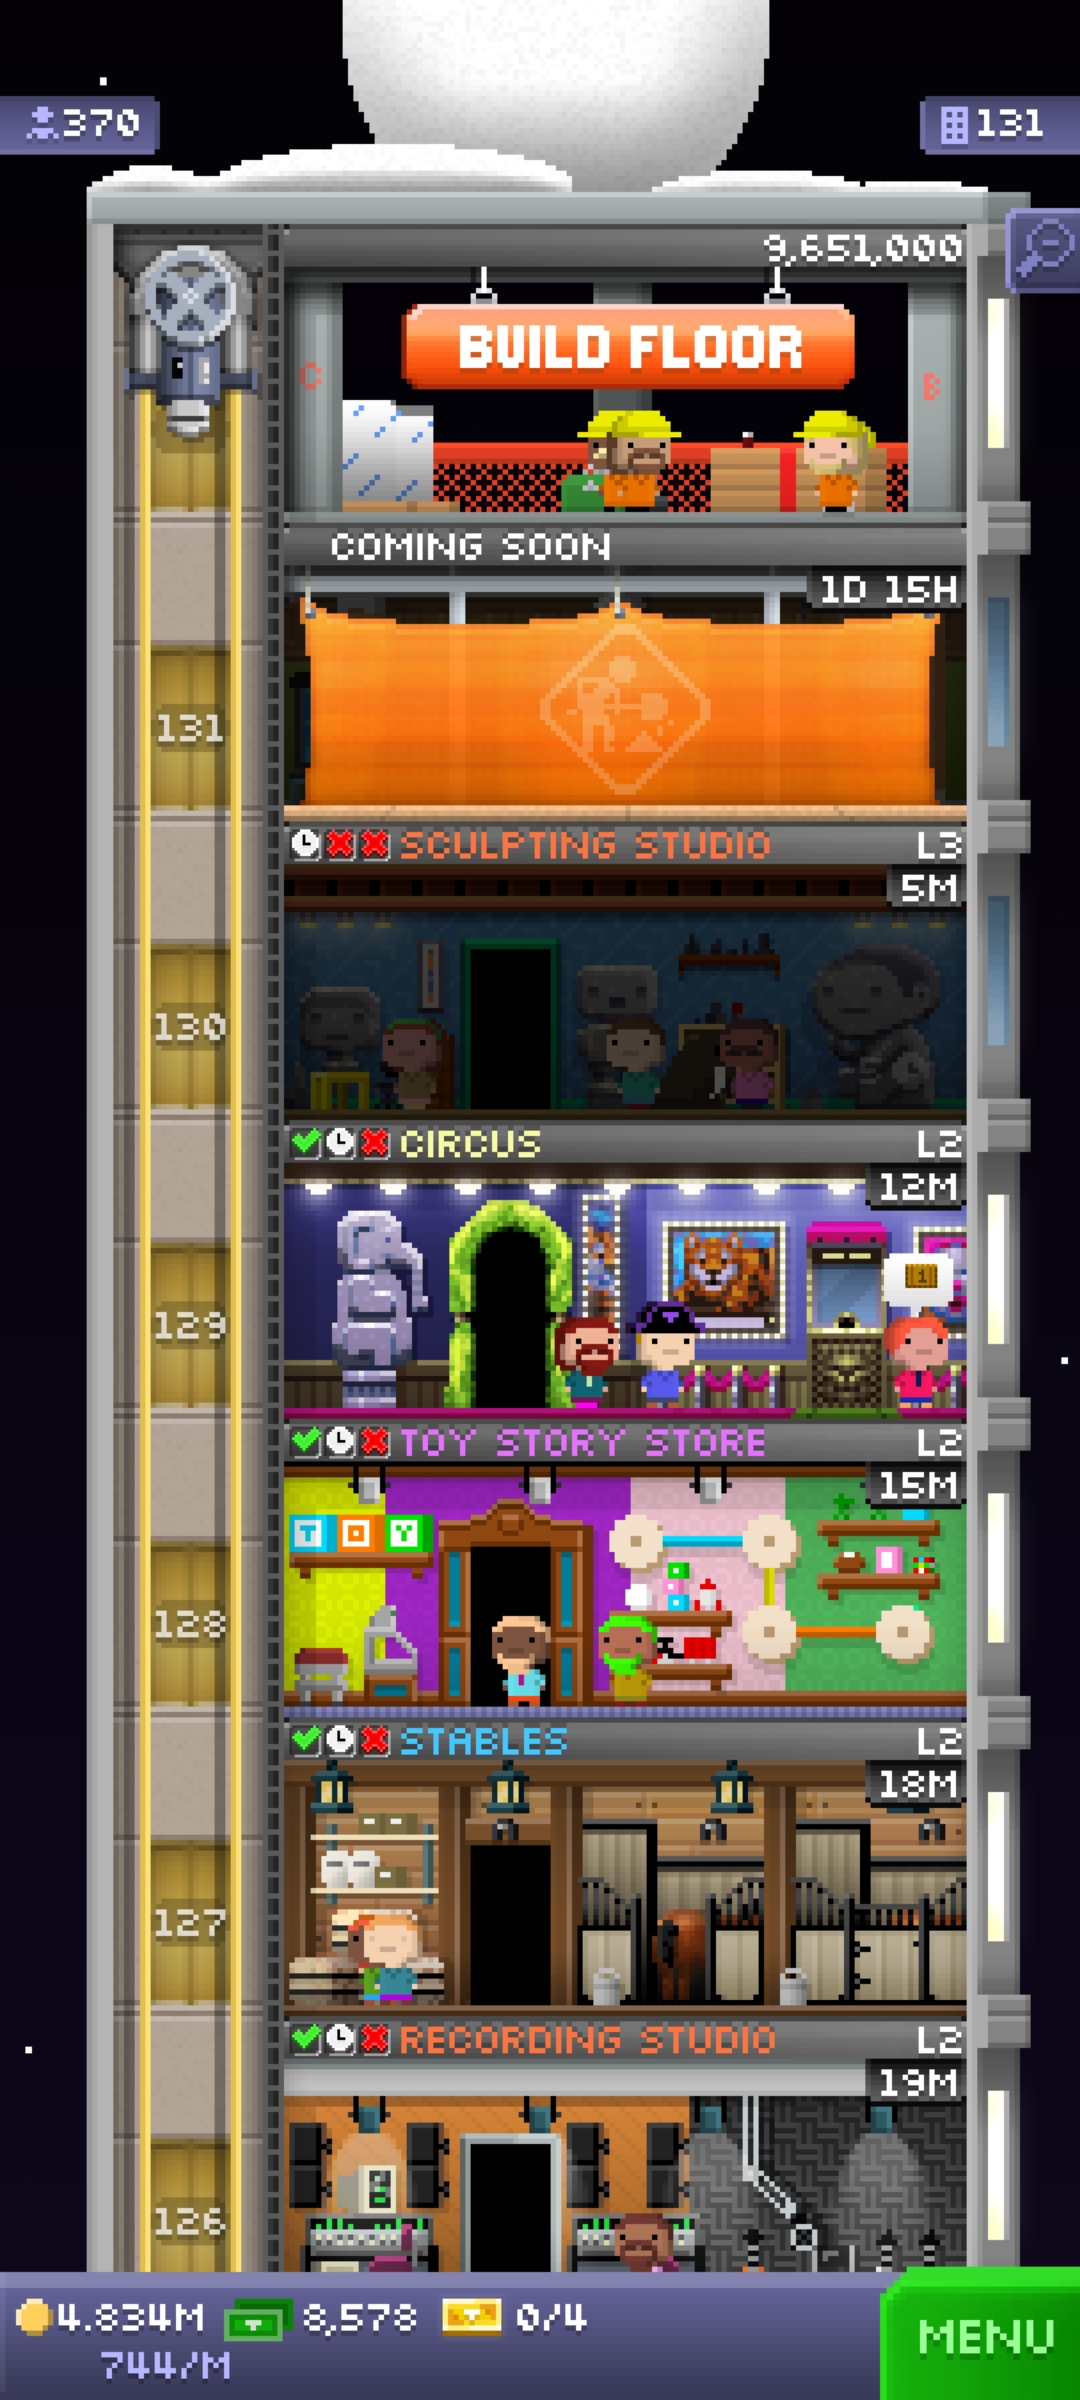 370
131
9,651,000
C
BUILD FLOOR
B
COMING SOON
1D 15H
131
SCULPTING STUDIO L3
5M
130
CIRCUS L2
12M
1
129
TOY STORY STORE L2
15M
T O Y
128
STABLES L2
18M
127
RECORDING STUDIO L2
19M
126
4.834M 8,578 0/4
744/M
MENU